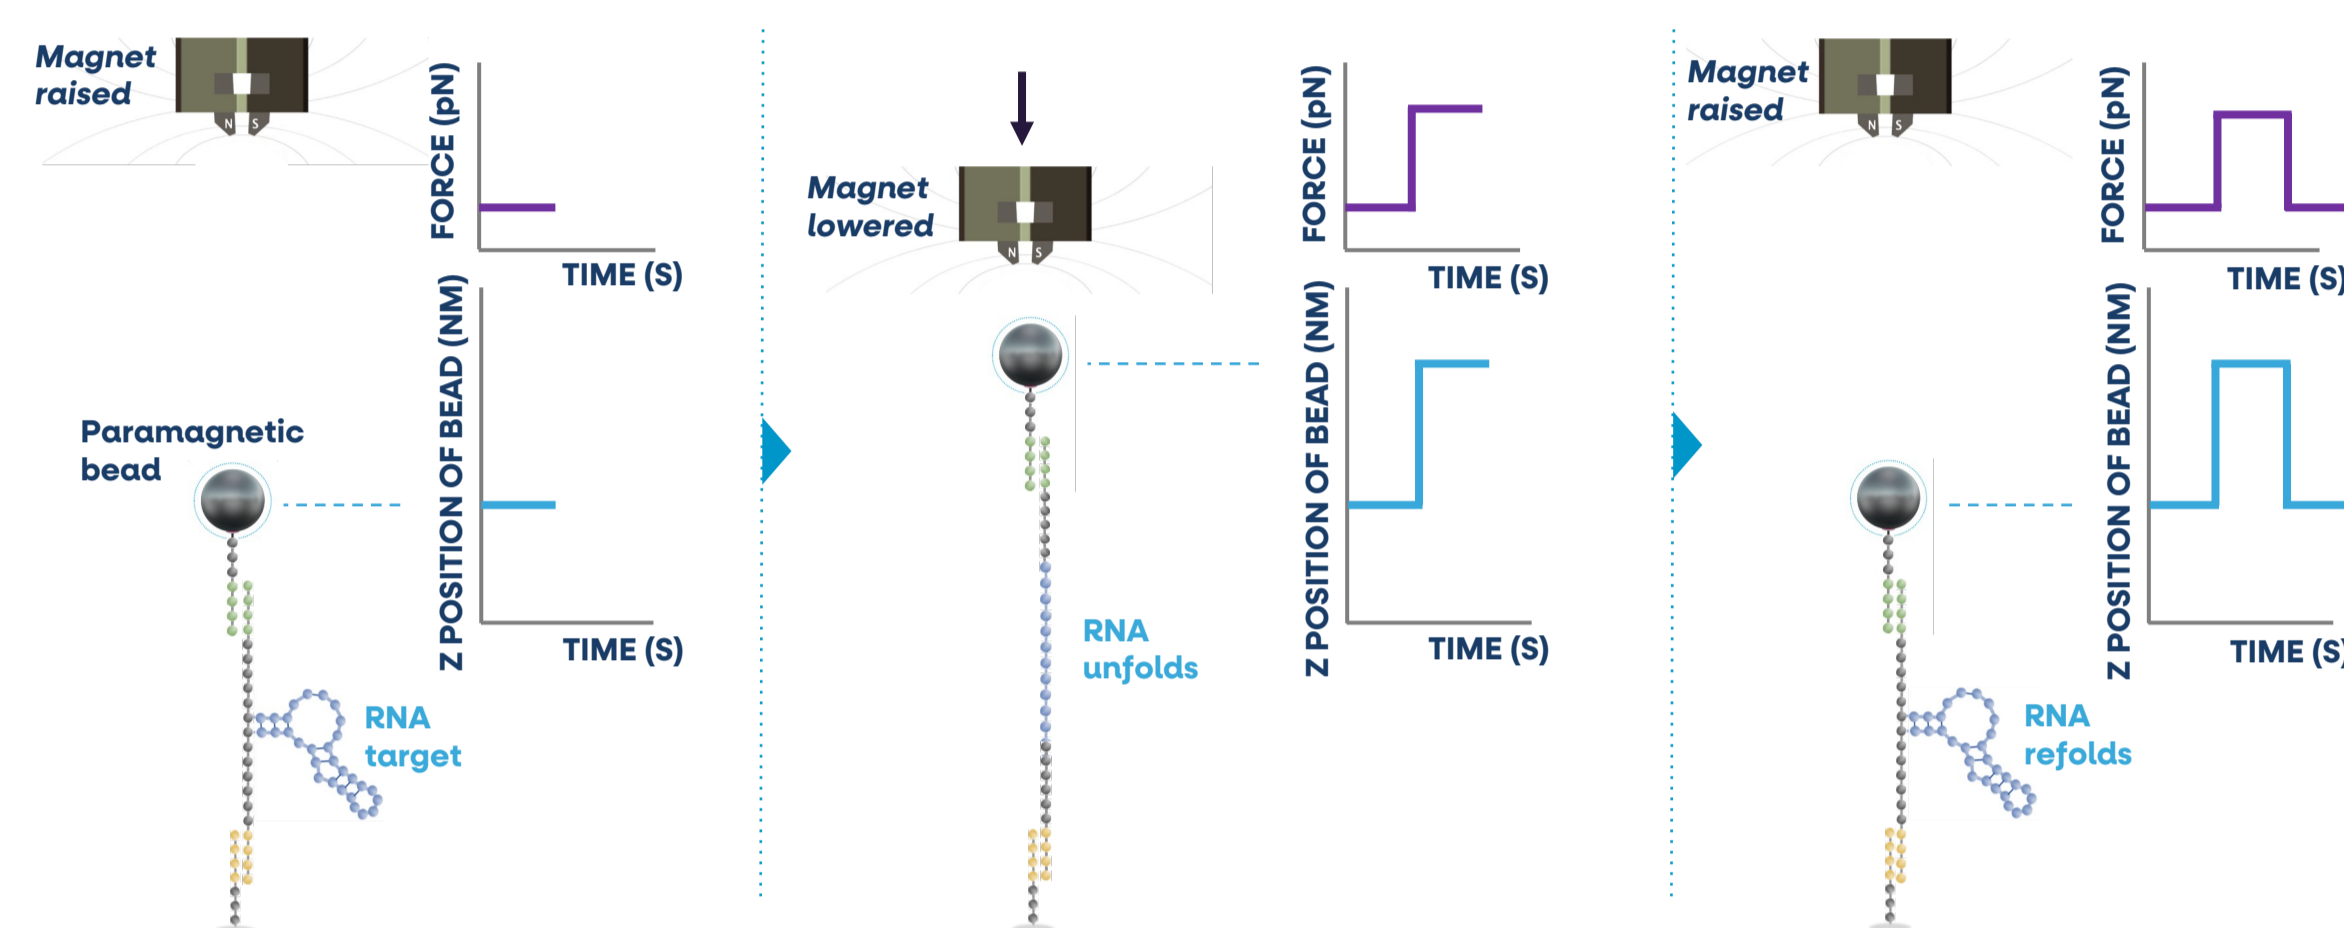 Magnet
raised
N S
FORCE (pN)
TIME (S)
Paramagnetic
bead
Z POSITION OF BEAD (NM)
TIME (S)
RNA
target
Magnet
lowered
N S
FORCE (pN)
TIME (S)
Z POSITION OF BEAD (NM)
TIME (S)
RNA
unfolds
Magnet
raised
N S
FORCE (pN)
TIME (S)
Z POSITION OF BEAD (NM)
TIME (S)
RNA
refolds